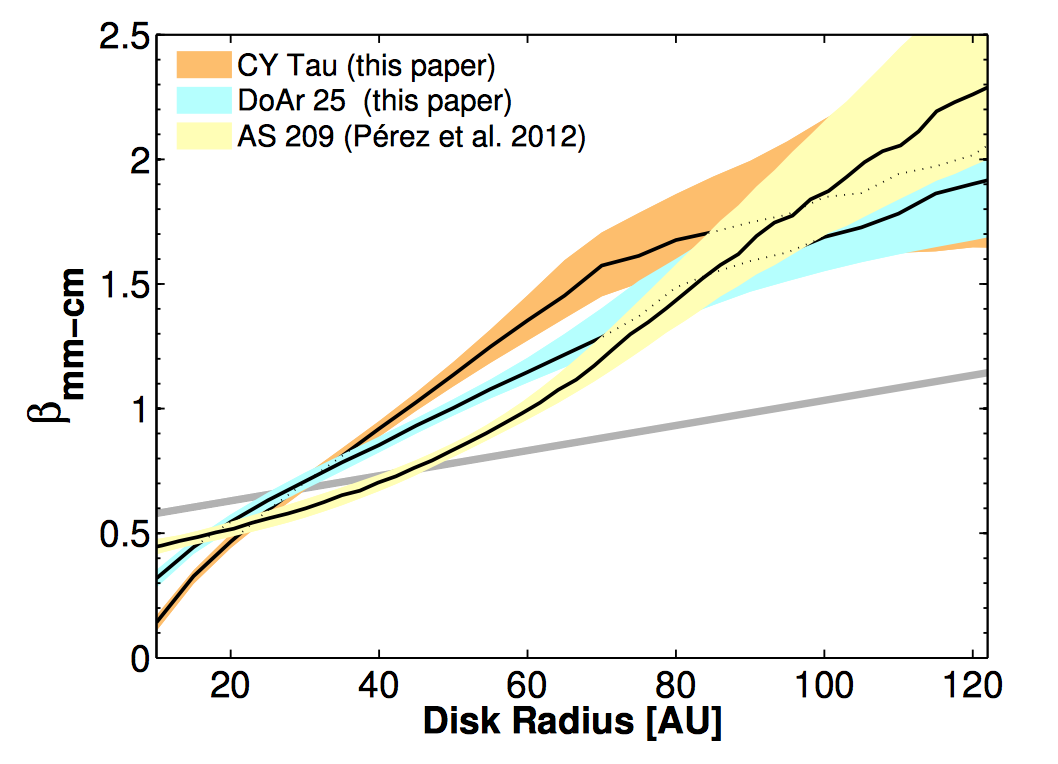 2.5
2
1.5
1
0.5
0
β mm−cm
CY Tau (this paper)
DoAr 25 (this paper)
AS 209 (Pérez et al. 2012)
20 40 60 80 100 120
Disk Radius [AU]